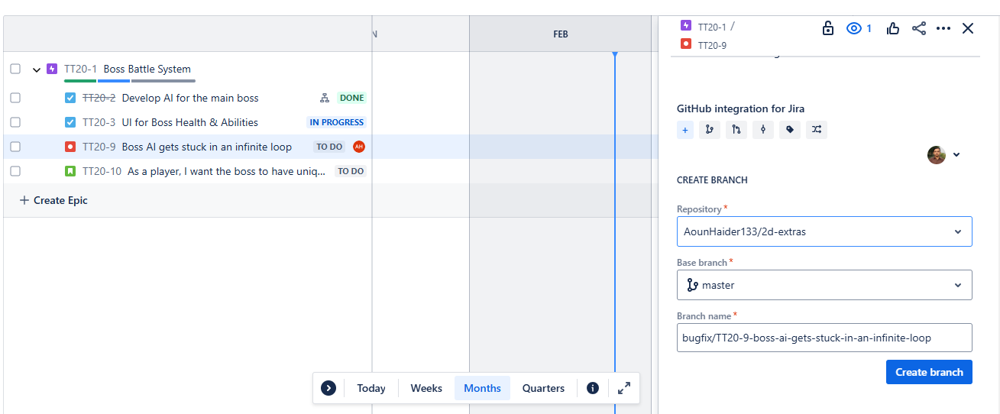 FEB
TT20-1 Boss Battle System
TT20-2 Develop AI for the main boss DONE
TT20-3 UI for Boss Health & Abilities IN PROGRESS
TT20-9 Boss AI gets stuck in an infinite loop TO DO AH
TT20-10 As a player, I want the boss to have uniq... TO DO
+ Create Epic
Today Weeks Months Quarters
TT20-1 /
TT20-9
1
GitHub integration for Jira
CREATE BRANCH
Repository *
AounHaider133/2d-extras
Base branch *
master
Branch name *
bugfix/TT20-9-boss-ai-gets-stuck-in-an-infinite-loop
Create branch